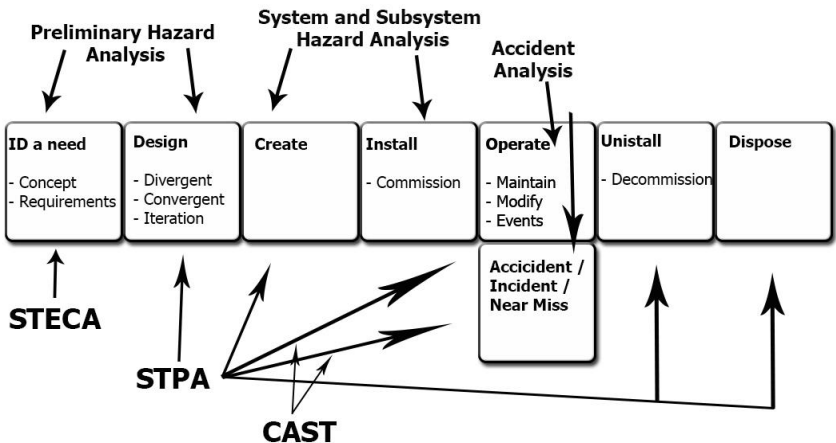 Preliminary Hazard
Analysis
System and Subsystem
Hazard Analysis
Accident
Analysis
ID a need
- Concept
- Requirements
Design
- Divergent
- Convergent
- Iteration
Create
Install
- Commission
Operate
- Maintain
- Modify
- Events
Unistall
- Decommission
Dispose
Accicident /
Incident /
Near Miss
STECA
STPA
CAST